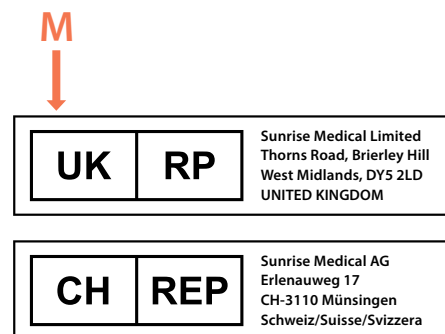 M
UK RP
Sunrise Medical Limited
Thorns Road, Brierley Hill
West Midlands, DY5 2LD
UNITED KINGDOM
CH REP
Sunrise Medical AG
Erlenauweg 17
CH-3110 Münsingen
Schweiz/Suisse/Svizzera